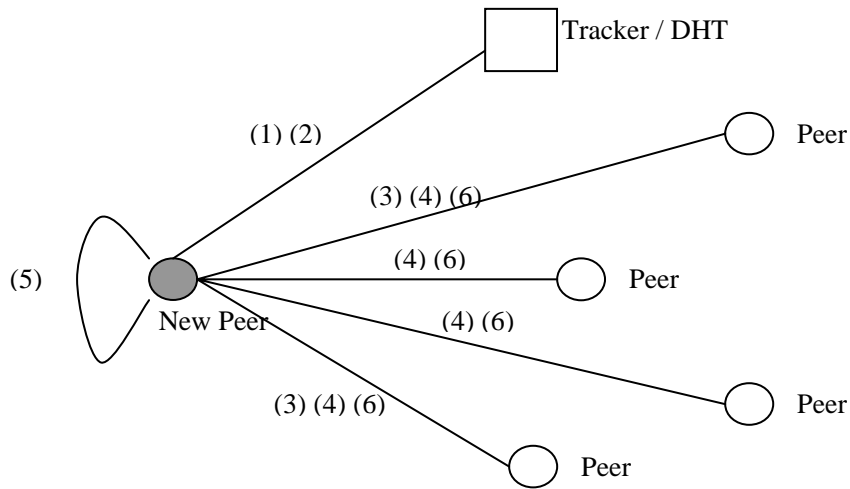 Tracker / DHT
(1) (2)
Peer
(3) (4) (6)
(4) (6)
(5)
Peer
New Peer
(4) (6)
(3) (4) (6)
Peer
Peer